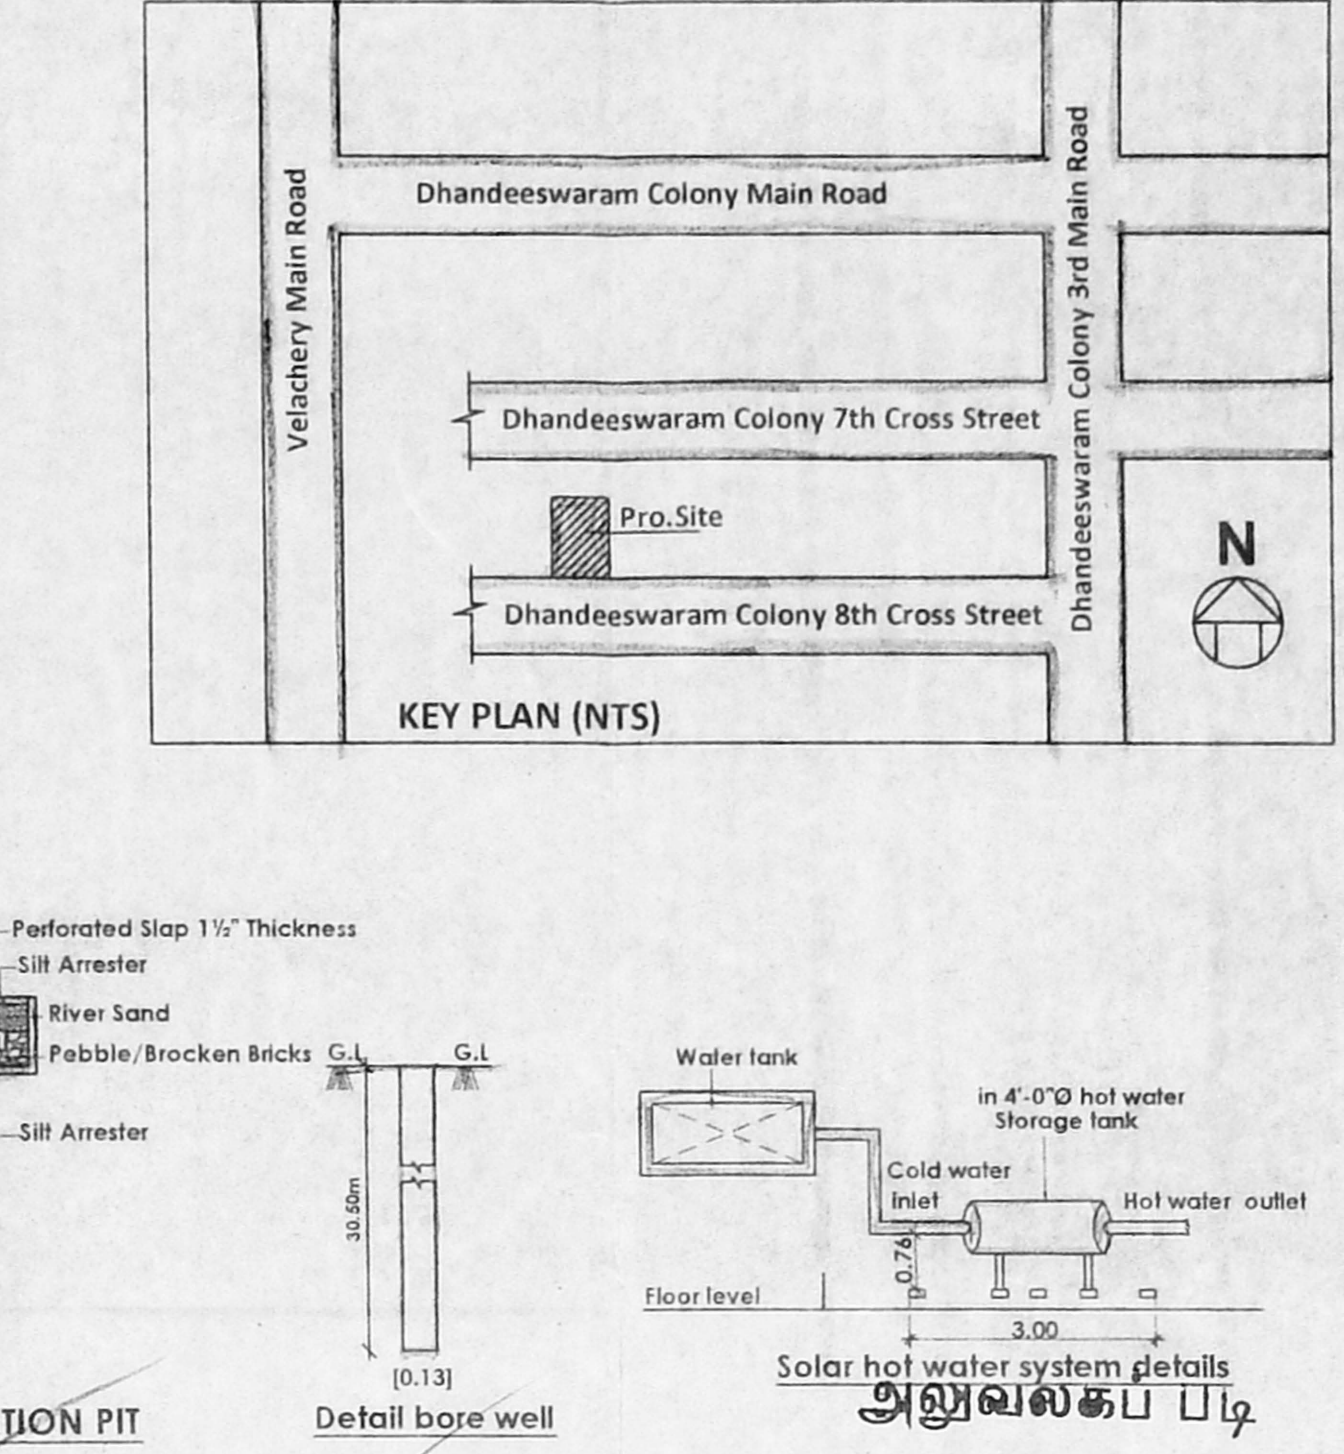 Dhandeeswaram Colony Main Road
Velachery Main Road
Dhandeeswaram Colony 3rd Main Road
Dhandeeswaram Colony 7th Cross Street
Pro.Site
N
Dhandeeswaram Colony 8th Cross Street
KEY PLAN (NTS)
Perforated Slap 1½" Thickness
Silt Arrester
River Sand
Pebble/Brocken Bricks
Silt Arrester
TION PIT
G.L
G.L
30.50m
[0.13]
Detail bore well
Water tank
in 4'-0"Ø hot water
Storage tank
Cold water
inlet
Hot water outlet
0.76
Floor level
3.00
Solar hot water system details
அலுவலகப் படி